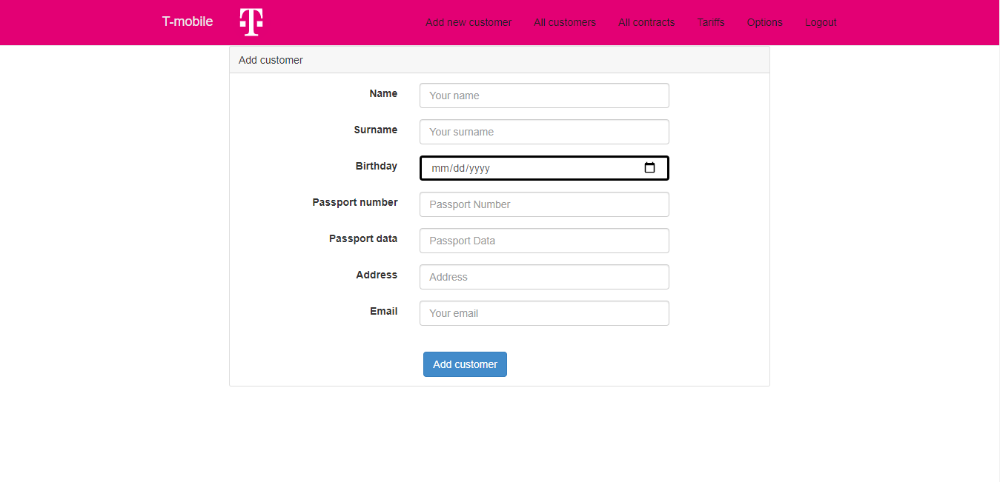 T-mobile T Add new customer All customers All contracts Tariffs Options Logout
Add customer
Name Your name
Surname Your surname
Birthday mm/dd/yyyy
Passport number Passport Number
Passport data Passport Data
Address Address
Email Your email
Add customer